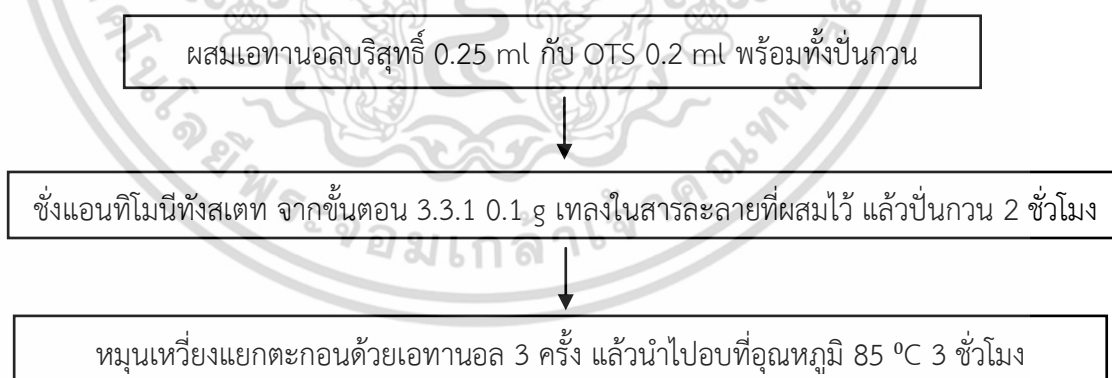 ผสมเอทานอลบริสุทธิ์ 0.25 ml กับ OTS 0.2 ml พร้อมทั้งปั่นกวน
ชั่งแอนทิโมนีทังสเตท จากขั้นตอน 3.3.1 0.1 g เทลงในสารละลายที่ผสมไว้ แล้วปั่นกวน 2 ชั่วโมง
หมุนเหวี่ยงแยกตะกอนด้วยเอทานอล 3 ครั้ง แล้วนำไปอบที่อุณหภูมิ 85 ⁰C 3 ชั่วโมง